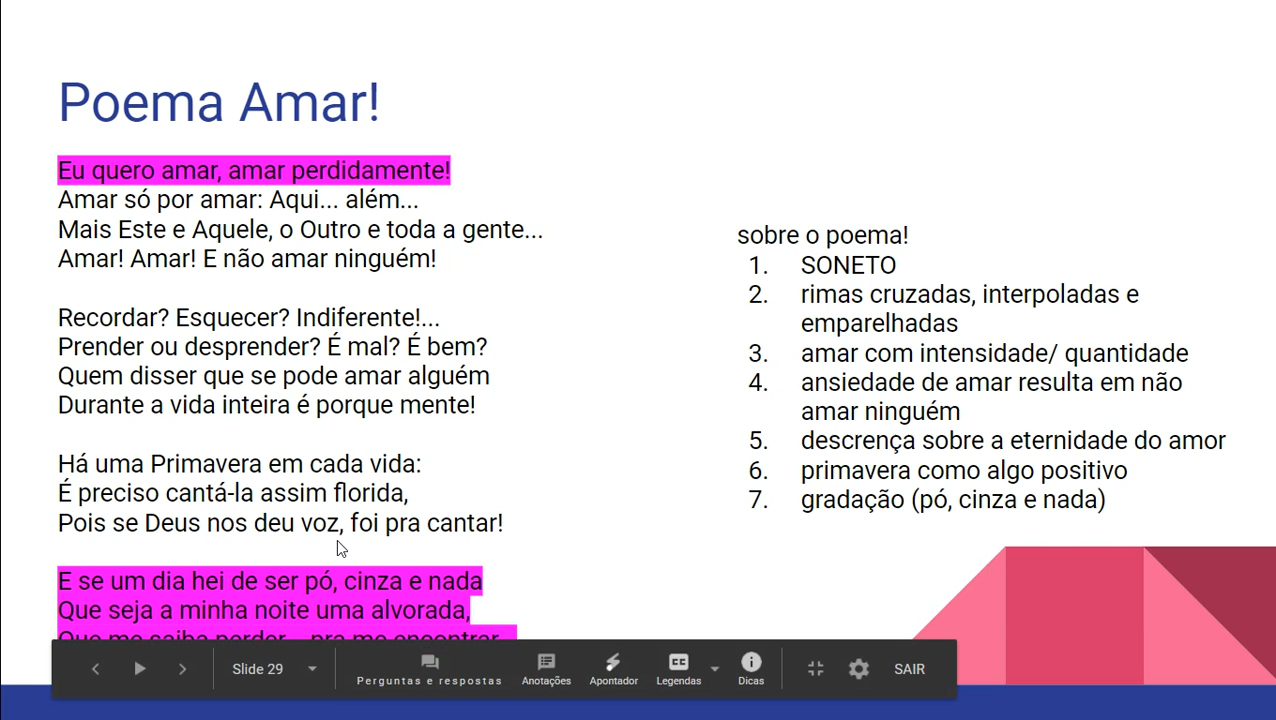 Poema Amar!
Eu quero amar, amar perdidamente!
Amar só por amar: Aqui... além...
Mais Este e Aquele, o Outro e toda a gente...
Amar! Amar! E não amar ninguém!
Recordar? Esquecer? Indiferente!...
Prender ou desprender? É mal? É bem?
Quem disser que se pode amar alguém
Durante a vida inteira é porque mente!
Há uma Primavera em cada vida:
É preciso cantá-la assim florida,
Pois se Deus nos deu voz, foi pra cantar!
E se um dia hei de ser pó, cinza e nada
Que seja a minha noite uma alvorada,
Que me saiba perder... pra me encontrar...
sobre o poema!
1. SONETO
2. rimas cruzadas, interpoladas e
emparelhadas
3. amar com intensidade/ quantidade
4. ansiedade de amar resulta em não
amar ninguém
5. descrença sobre a eternidade do amor
6. primavera como algo positivo
7. gradação (pó, cinza e nada)
Slide 29
Perguntas e respostas
Anotações
Apontador
CC
Legendas
Dicas
SAIR